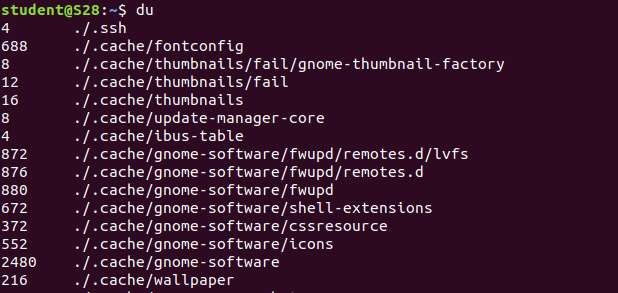 student@S28:~$ du
4 ./.ssh
688 ./.cache/fontconfig
8 ./.cache/thumbnails/fail/gnome-thumbnail-factory
12 ./.cache/thumbnails/fail
16 ./.cache/thumbnails
8 ./.cache/update-manager-core
4 ./.cache/ibus-table
872 ./.cache/gnome-software/fwupd/remotes.d/lvfs
876 ./.cache/gnome-software/fwupd/remotes.d
880 ./.cache/gnome-software/fwupd
672 ./.cache/gnome-software/shell-extensions
372 ./.cache/gnome-software/cssresource
552 ./.cache/gnome-software/icons
2480 ./.cache/gnome-software
216 ./.cache/wallpaper